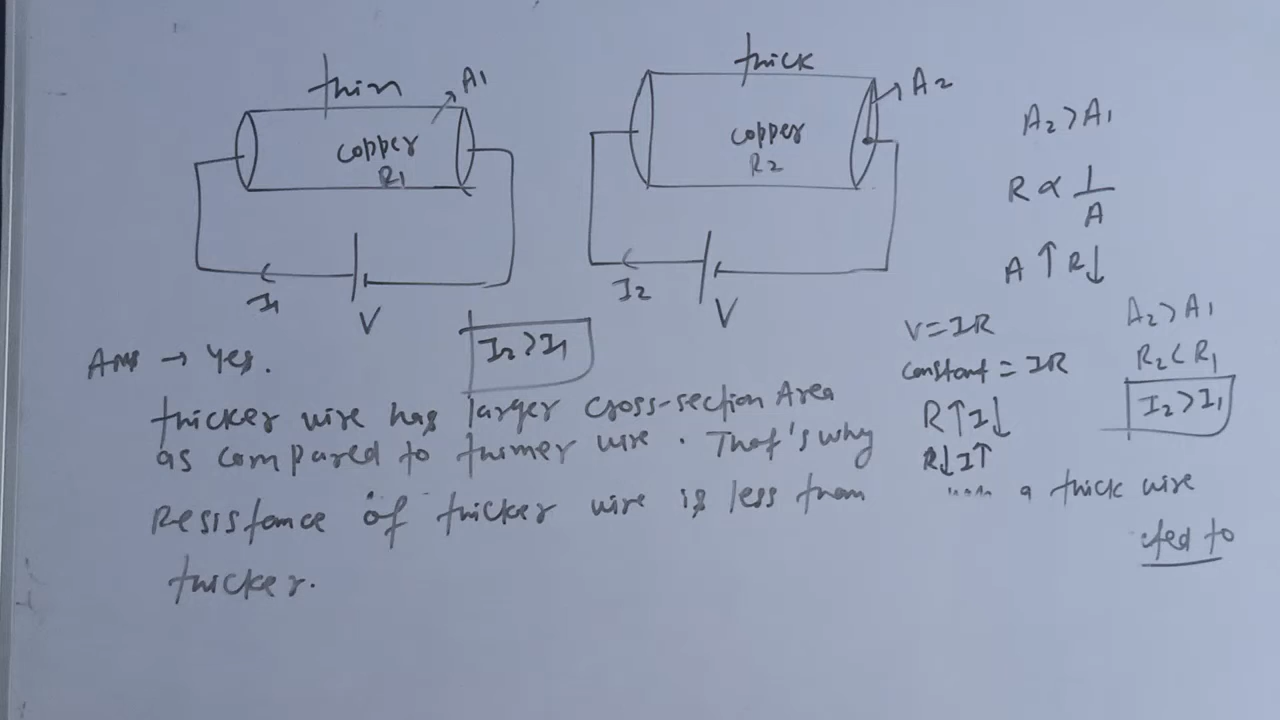 thin
A1
copper
R1
I1
V
thick
A2
copper
R2
I2
V
A2 > A1
R ∝ 1/A
A ↑ R ↓
Ans → Yes.
I2 > I1
thicker wire has larger cross-section Area
as compared to thinner wire. That's why
Resistance of thicker wire is less than
thicker.
V = IR
constant = IR
R ↑ I ↓
R ↓ I ↑
A2 > A1
R2 < R1
I2 > I1
a thick wire
cted to